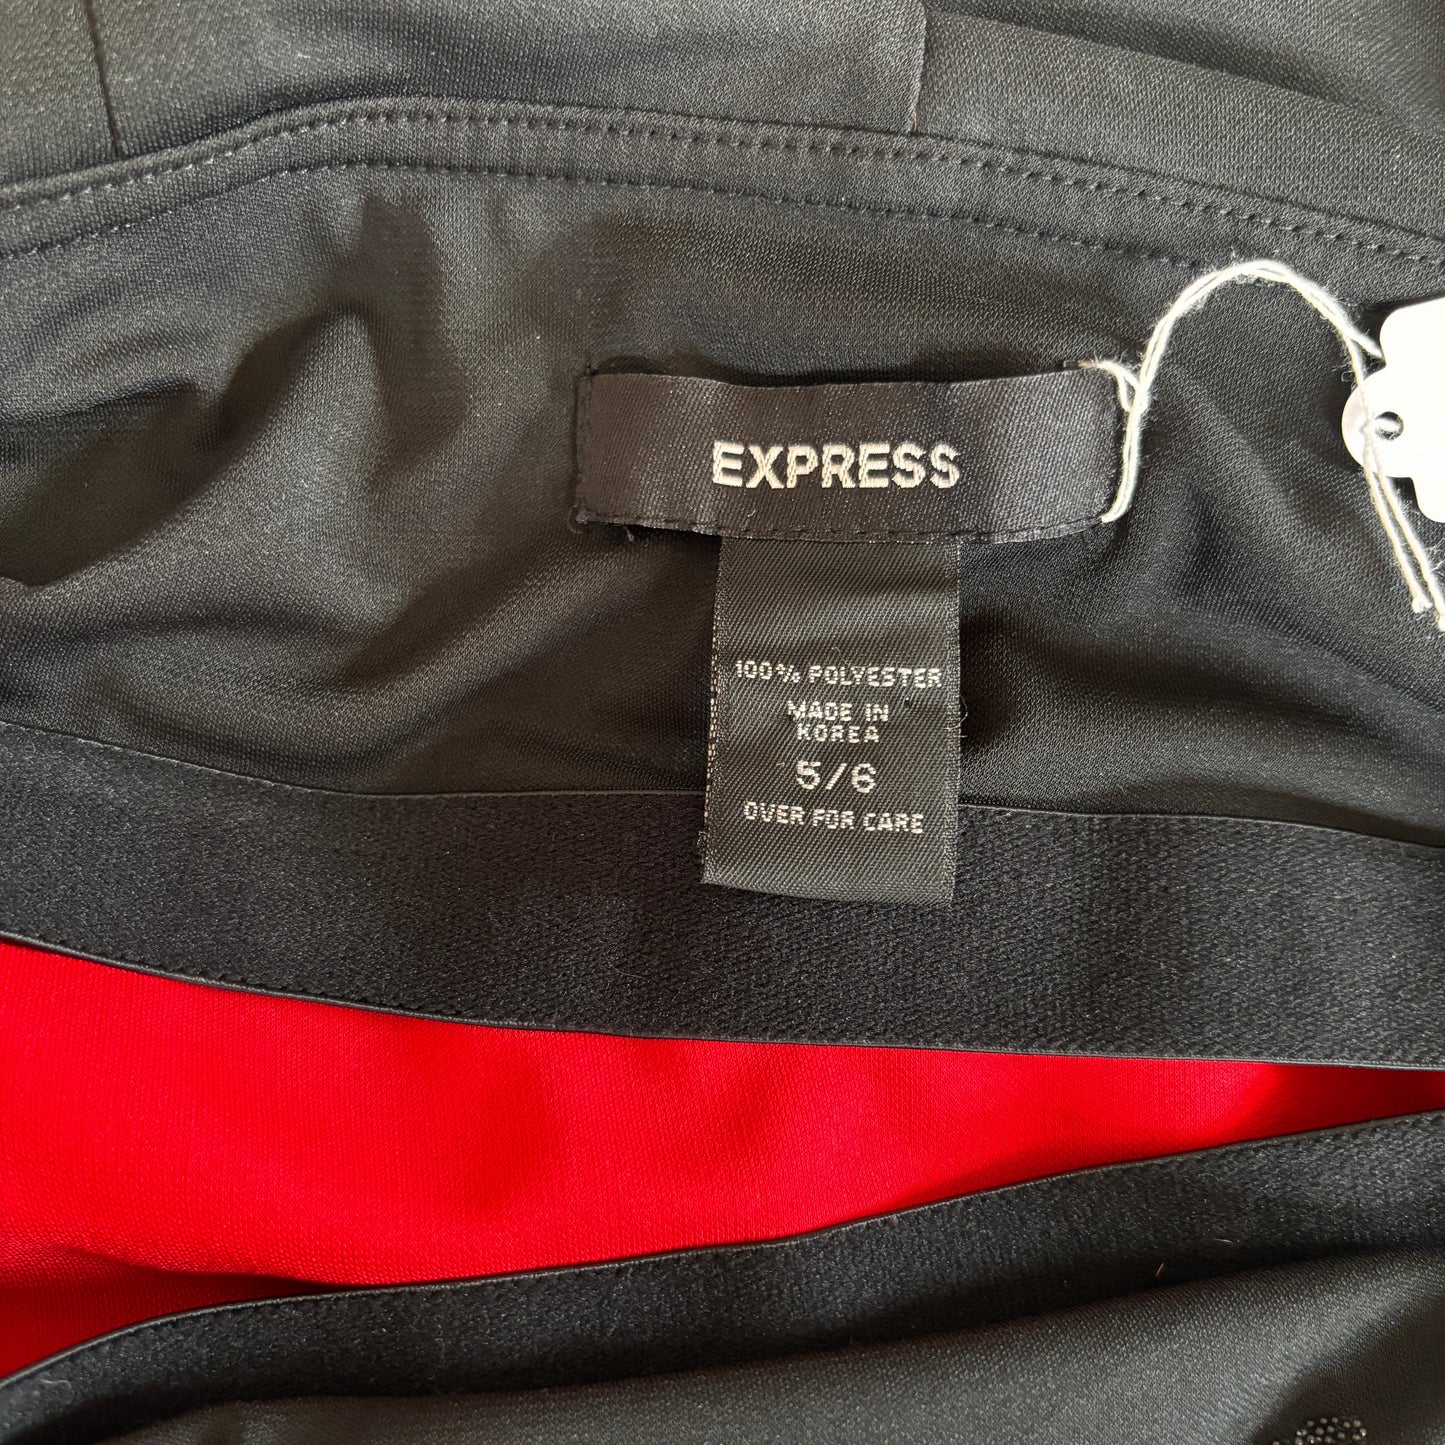 EXPRESS
100% POLYESTER
MADE IN
KOREA
5/6
OVER FOR CARE